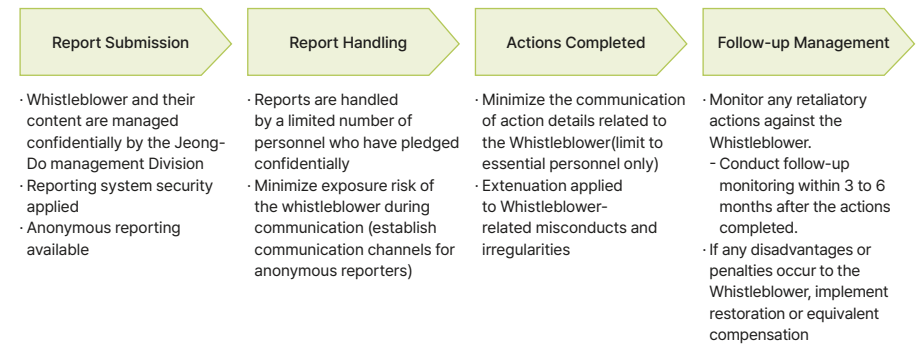 Report Submission
· Whistleblower and their
content are managed
confidentially by the Jeong-
Do management Division
· Reporting system security
applied
· Anonymous reporting
available
Report Handling
· Reports are handled
by a limited number of
personnel who have pledged
confidentially
· Minimize exposure risk of
the whistleblower during
communication (establish
communication channels for
anonymous reporters)
Actions Completed
· Minimize the communication
of action details related to
the Whistleblower(limit to
essential personnel only)
· Extenuation applied
to Whistleblower-
related misconducts and
irregularities
Follow-up Management
· Monitor any retaliatory
actions against the
Whistleblower.
- Conduct follow-up
monitoring within 3 to 6
months after the actions
completed.
· If any disadvantages or
penalties occur to the
Whistleblower, implement
restoration or equivalent
compensation